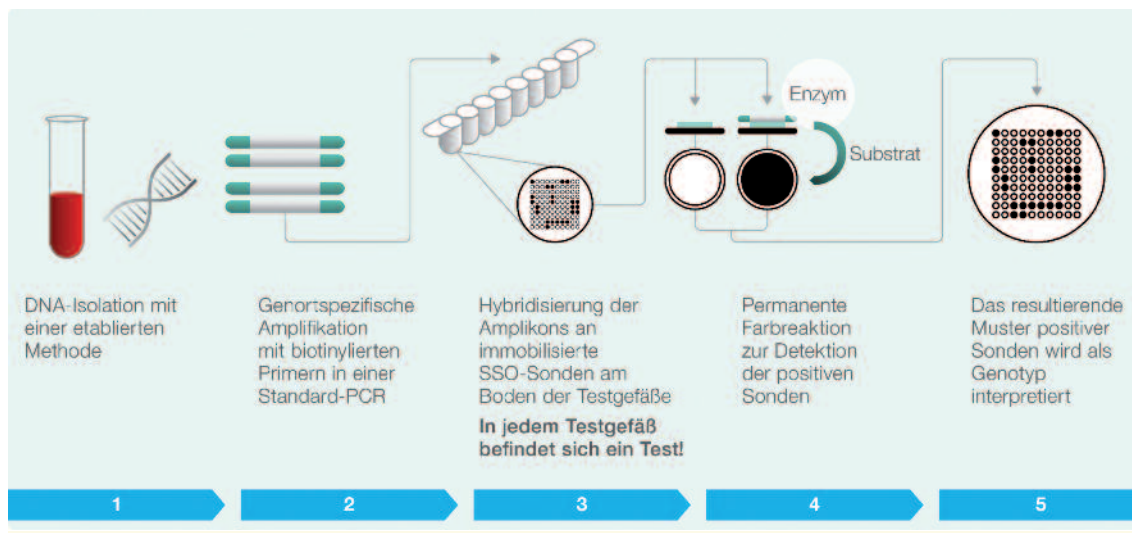 Enzym
Substrat
DNA-Isolation mit
einer etablierten
Methode
Genortspezifische
Amplifikation
mit biotinylierten
Primern in einer
Standard-PCR
Hybridisierung der
Amplikons an
immobilisierte
SSO-Sonden am
Boden der Testgefäße
In jedem Testgefäß
befindet sich ein Test!
Permanente
Farbreaktion
zur Detektion
der positiven
Sonden
Das resultierende
Muster positiver
Sonden wird als
Genotyp
interpretiert
1
2
3
4
5